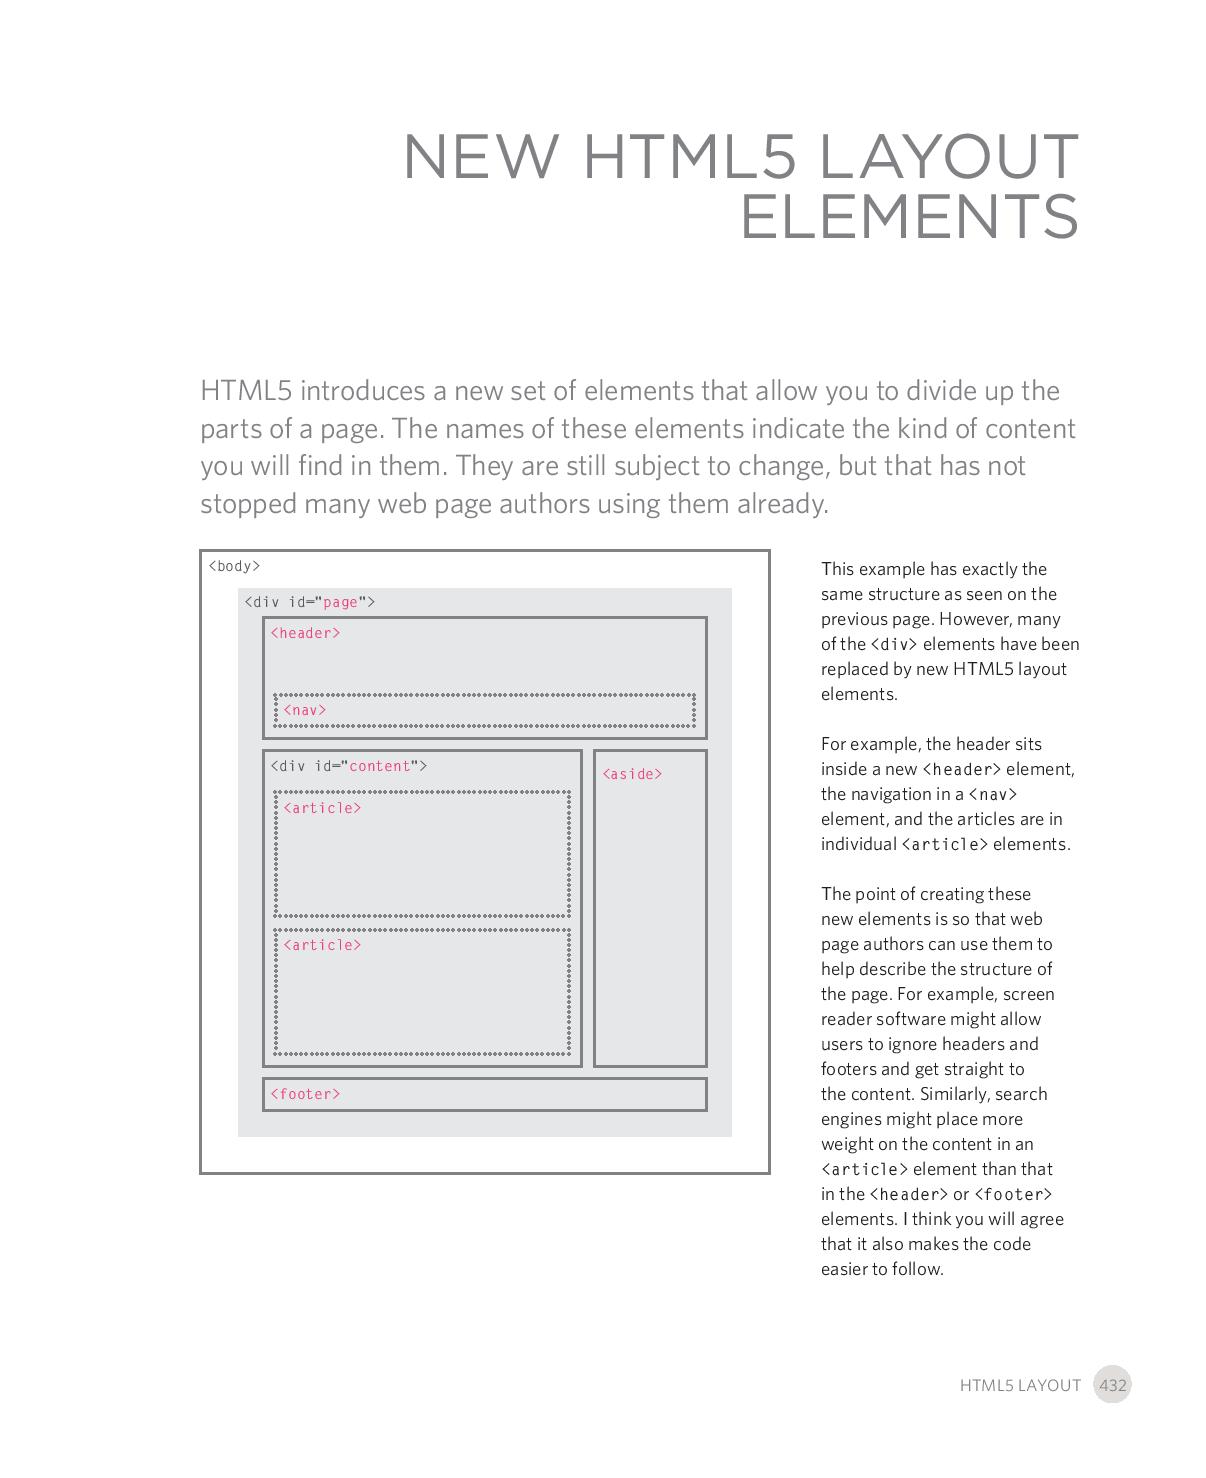 NEW HTML5 LAYOUT
ELEMENTS
HTML5 introduces a new set of elements that allow you to divide up the
parts of a page. The names of these elements indicate the kind of content
you will find in them. They are still subject to change, but that has not
stopped many web page authors using them already.
<body>
<div id="page">
<header>
<nav>
<div id="content">
<article>
<article>
<aside>
<footer>
This example has exactly the
same structure as seen on the
previous page. However, many
of the <div> elements have been
replaced by new HTML5 layout
elements.
For example, the header sits
inside a new <header> element,
the navigation in a <nav>
element, and the articles are in
individual <article> elements.
The point of creating these
new elements is so that web
page authors can use them to
help describe the structure of
the page. For example, screen
reader software might allow
users to ignore headers and
footers and get straight to
the content. Similarly, search
engines might place more
weight on the content in an
<article> element than that
in the <header> or <footer>
elements. I think you will agree
that it also makes the code
easier to follow.
HTML5 LAYOUT 432